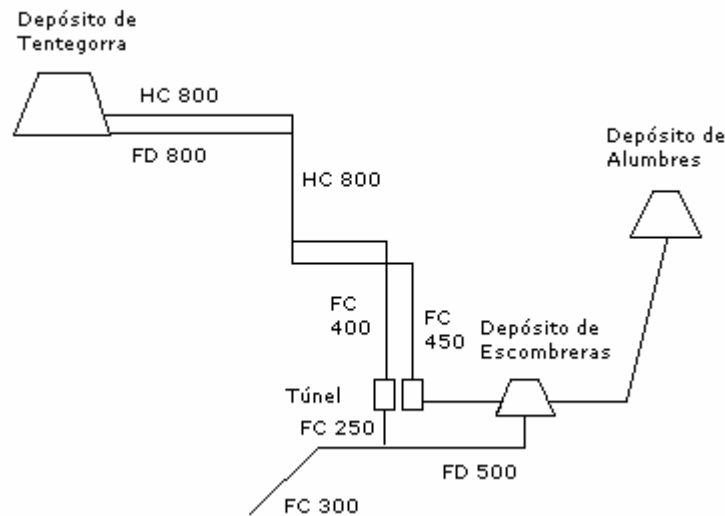 Depósito de
Tentegorra
HC 800
FD 800
HC 800
Depósito de
Alumbres
FC
400
FC
450
Depósito de
Escombreras
Túnel
FC 250
FD 500
FC 300